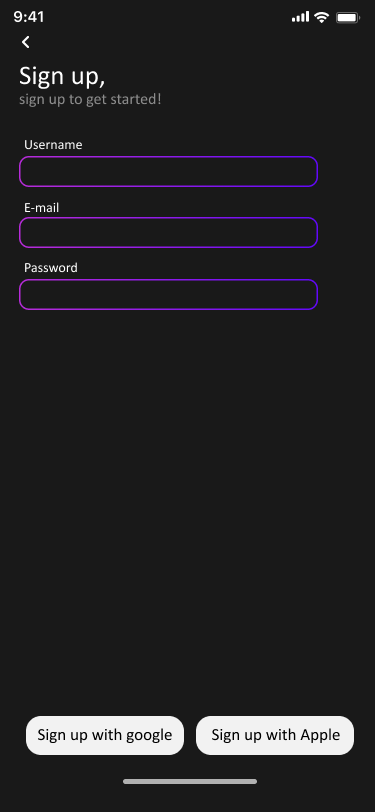 9:41
Sign up,
sign up to get started!
Username
E-mail
Password
Sign up with google
Sign up with Apple